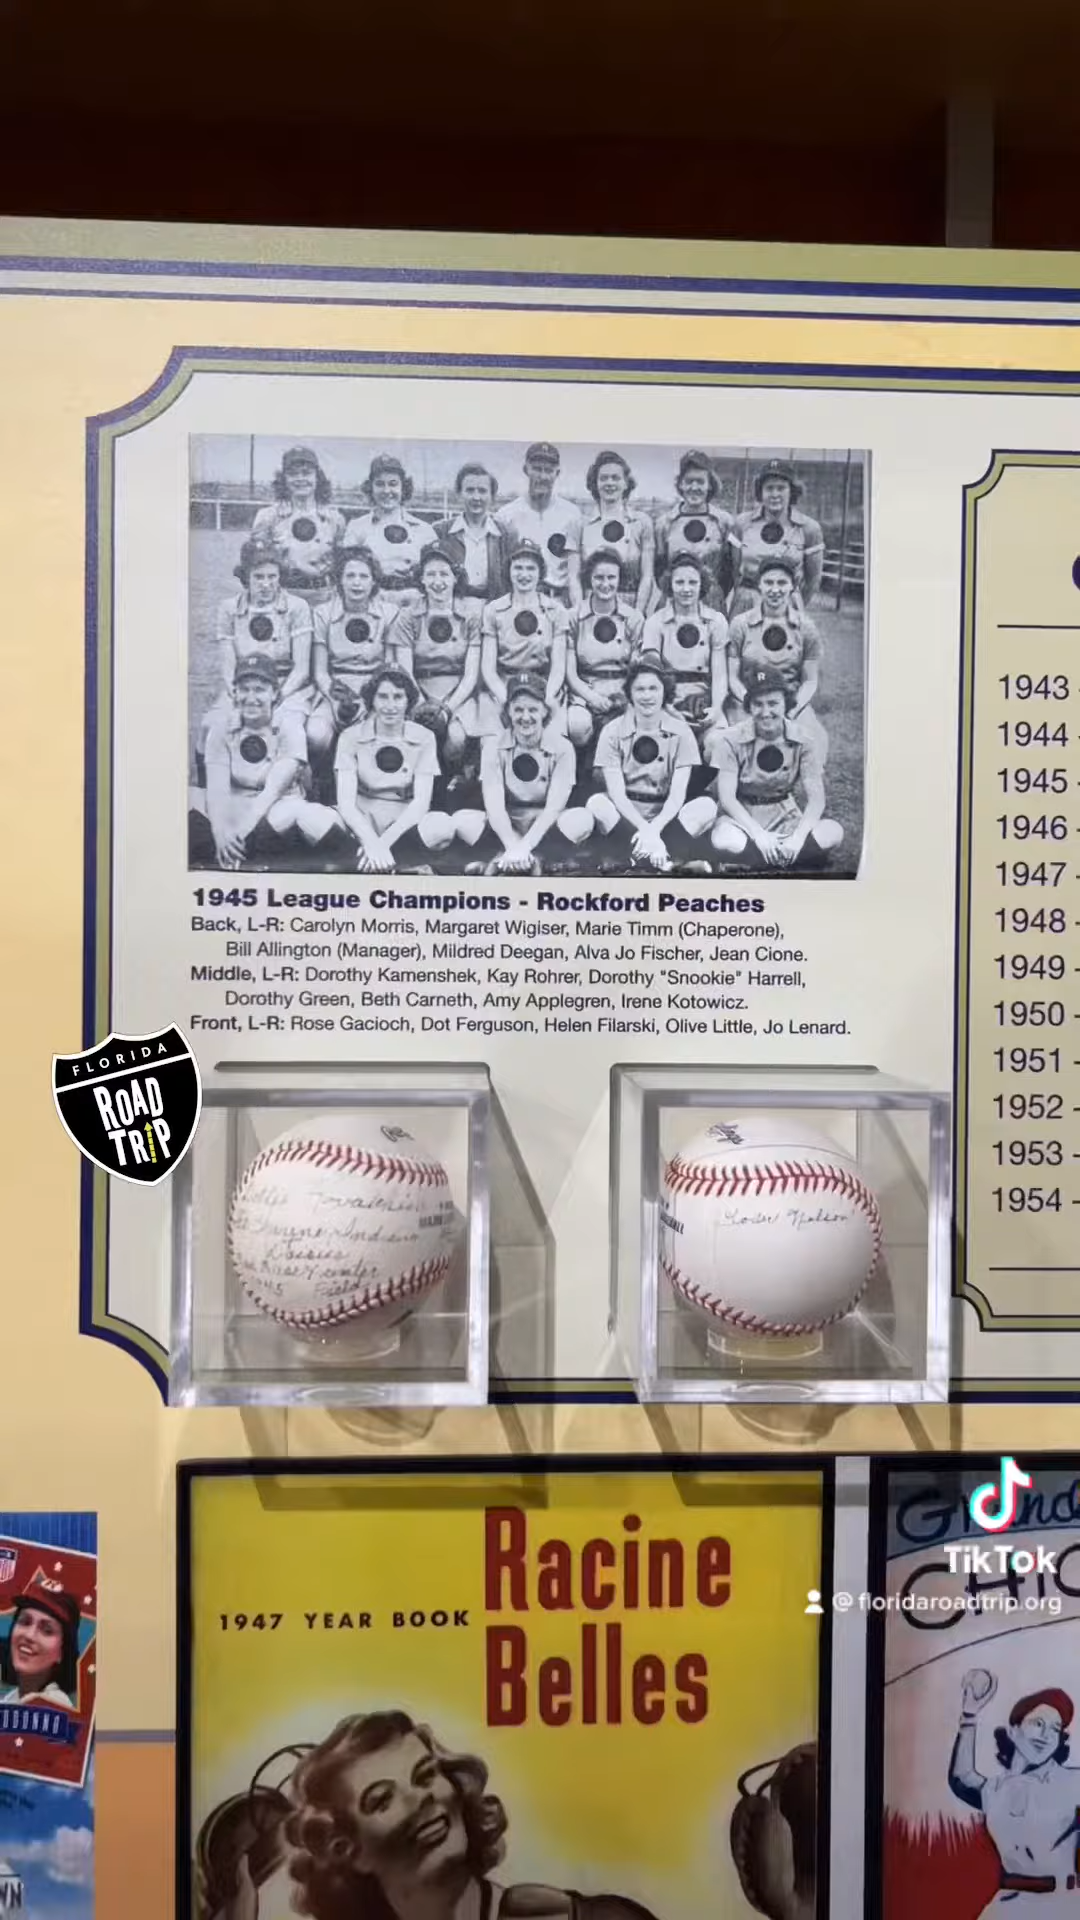 1945 League Champions - Rockford Peaches
Back, L-R: Carolyn Morris, Margaret Wigiser, Marie Timm (Chaperone),
Bill Allington (Manager), Mildred Deegan, Alva Jo Fischer, Jean Cione.
Middle, L-R: Dorothy Kamenshek, Kay Rohrer, Dorothy "Snookie" Harrell,
Dorothy Green, Beth Carneth, Amy Applegren, Irene Kotowicz.
Front, L-R: Rose Gacioch, Dot Ferguson, Helen Filarski, Olive Little, Jo Lenard.
1943 -
1944 -
1945 -
1946 -
1947 -
1948 -
1949 -
1950 -
1951 -
1952 -
1953 -
1954 -
FLORIDA
ROAD
TRIP
Field
1947 YEAR BOOK
Racine
Belles
TikTok
@floridaroadtrip.org